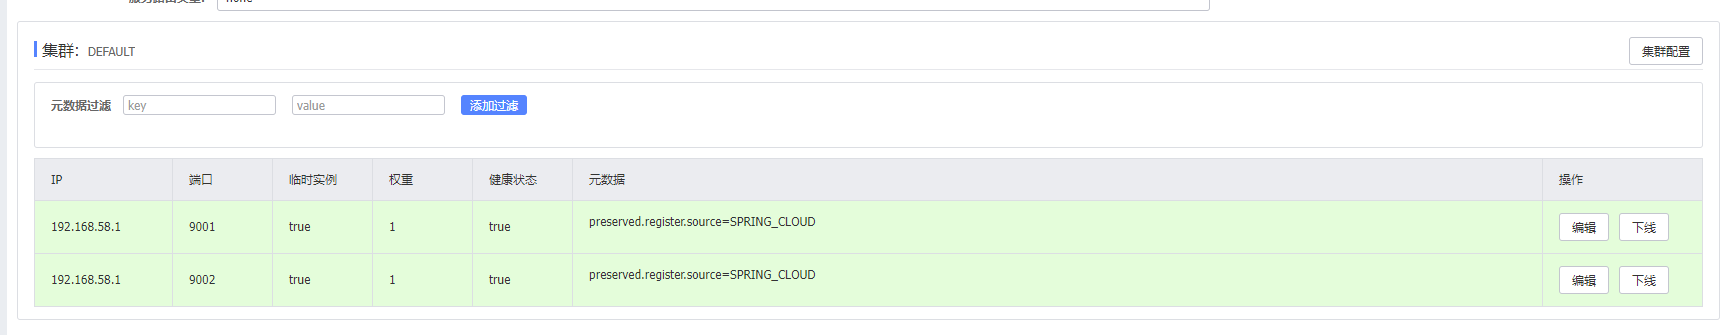 集群: DEFAULT
集群配置
元数据过滤 key value 添加过滤
IP 端口 临时实例 权重 健康状态 元数据 操作
192.168.58.1 9001 true 1 true preserved.register.source=SPRING_CLOUD 编辑 下线
192.168.58.1 9002 true 1 true preserved.register.source=SPRING_CLOUD 编辑 下线